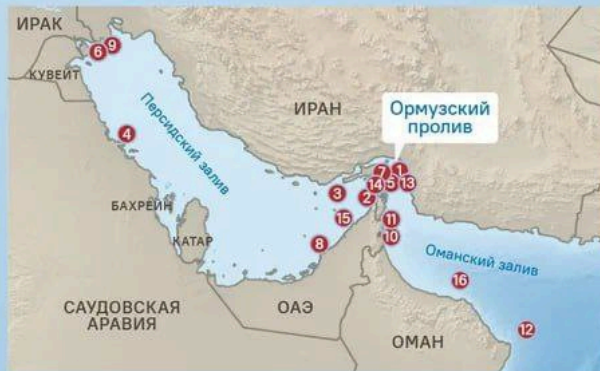 ИРАК
9
6
КУВЕЙТ
ИРАН
Ормузский
пролив
Персидский залив
4
7
1
14
5
13
3
2
БАХРЕЙН
15
11
КАТАР
8
10
Оманский залив
16
САУДОВСКАЯ
АРАВИЯ
ОАЭ
12
ОМАН